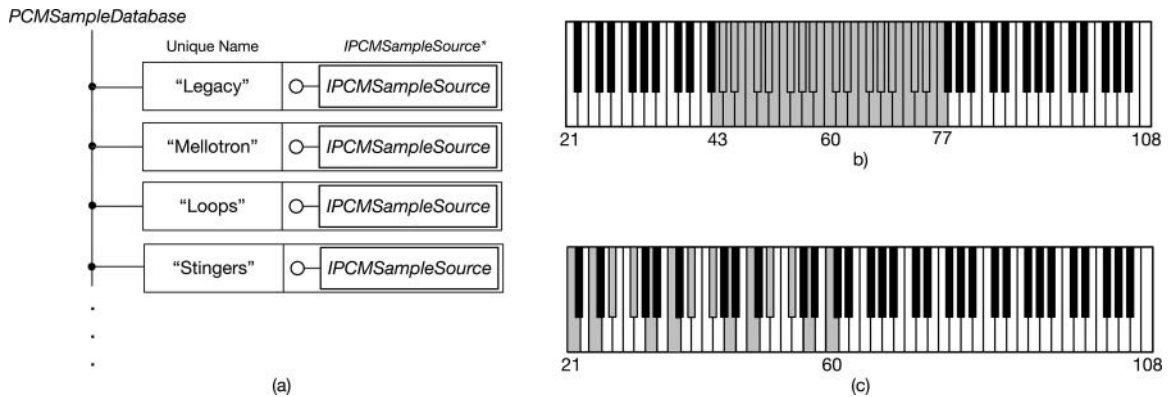 PCMSampleDatabase
Unique Name IPCMSampleSource*
“Legacy” IPCMSampleSource
“Mellotron” IPCMSampleSource
“Loops” IPCMSampleSource
“Stingers” IPCMSampleSource
(a)
21 43 60 77 108
b)
21 60 108
(c)